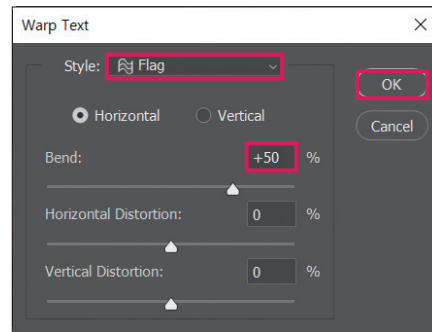 Warp Text
Style: Flag
OK
Horizontal Vertical
Cancel
Bend: +50 %
Horizontal Distortion: 0 %
Vertical Distortion: 0 %